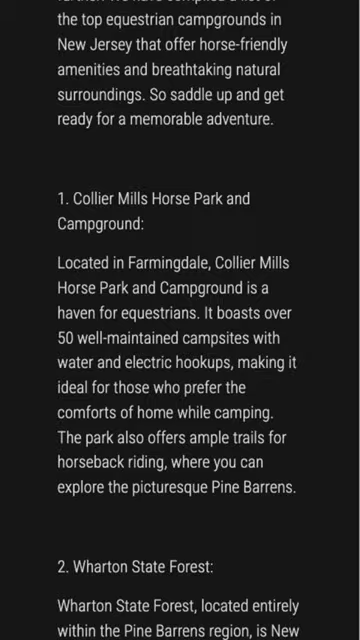 the top equestrian campgrounds in
New Jersey that offer horse-friendly
amenities and breathtaking natural
surroundings. So saddle up and get
ready for a memorable adventure.
1. Collier Mills Horse Park and
Campground:
Located in Farmingdale, Collier Mills
Horse Park and Campground is a
haven for equestrians. It boasts over
50 well-maintained campsites with
water and electric hookups, making it
ideal for those who prefer the
comforts of home while camping.
The park also offers ample trails for
horseback riding, where you can
explore the picturesque Pine Barrens.
2. Wharton State Forest:
Wharton State Forest, located entirely
within the Pine Barrens region, is New